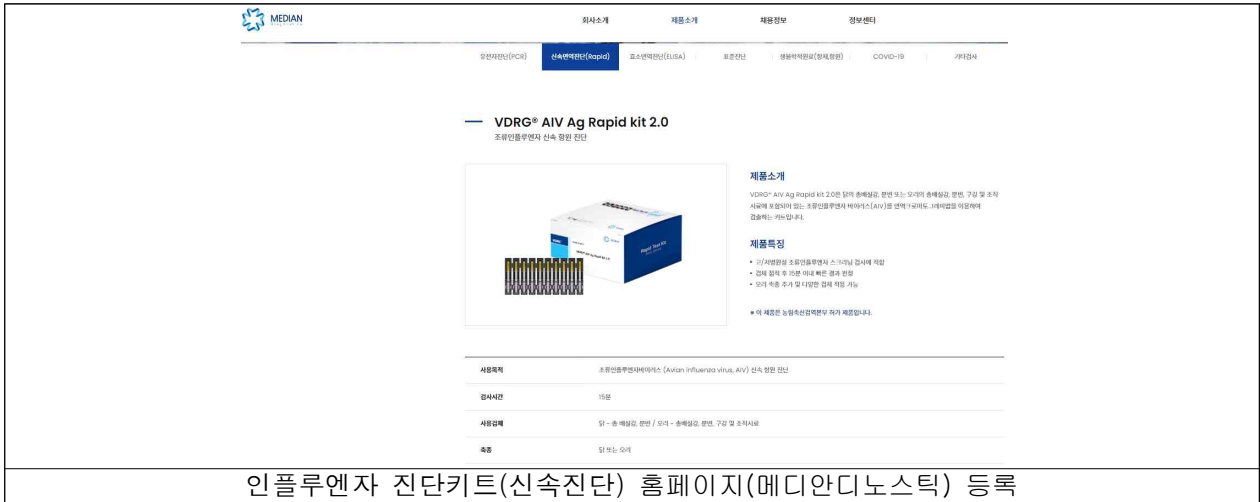 MEDIAN
회사소개 제품소개 채용정보 정보센터
유전자진단(PCR) 신속면역진단(Rapid) 효소면역진단(ELISA) 표준진단 생물학적원료(항체,항원) COVID-19 기타검사
VDRG® AIV Ag Rapid kit 2.0
조류인플루엔자 신속 항원 진단
제품소개
VDRG® AIV Ag Rapid kit 2.0은 닭의 총배설강, 분변 또는 오리의 총배설강, 분변, 구강 및 조직
시료에 포함되어 있는 조류인플루엔자 바이러스(AIV)를 면역크로마토그래피법을 이용하여
검출하는 키트입니다.
제품특징
• 고/저병원성 조류인플루엔자 스크리닝 검사에 적합
• 검체 점적 후 15분 이내 빠른 결과 판정
• 오리 축종 추가 및 다양한 검체 적용 가능
※ 이 제품은 농림축산검역본부 허가 제품입니다.
MEDIAN
Rapid Test Kit
사용목적 조류인플루엔자바이러스 (Avian influenza virus, AIV) 신속 항원 진단
검사시간 15분
사용검체 닭 - 총 배설강, 분변 / 오리 - 총배설강, 분변, 구강 및 조직시료
축종 닭 또는 오리
인플루엔자 진단키트(신속진단) 홈페이지(메디안디노스틱) 등록